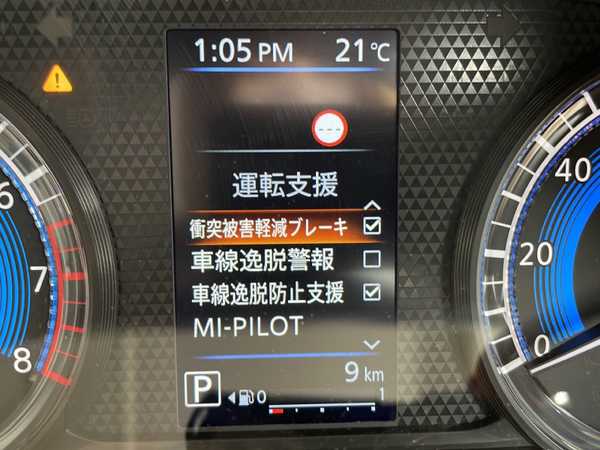 1:05 PM 21℃
---
運転支援
衝突被害軽減ブレーキ
車線逸脱警報
車線逸脱防止支援
MI-PILOT
9 km
P
0 1
6
7
8
40
20
0